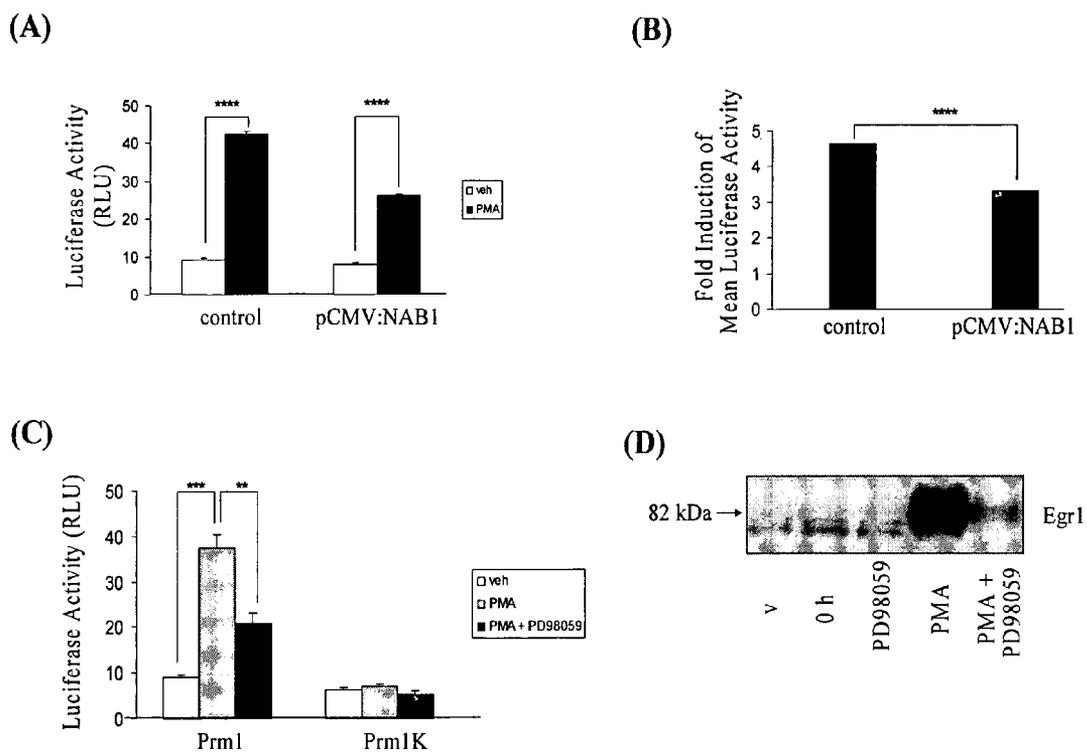 (A)
Luciferase Activity
(RLU)
50
40
30
20
10
0
****
****
control
pCMV:NAB1
veh
PMA
(B)
Fold Induction of
Mean Luciferase Activity
5
4
3
2
1
0
****
control
pCMV:NAB1
(C)
Luciferase Activity (RLU)
50
40
30
20
10
0
***
**
Prm1
Prm1K
veh
PMA
PMA + PD98059
(D)
82 kDa
Egr1
v
0 h
PD98059
PMA
PMA +
PD98059